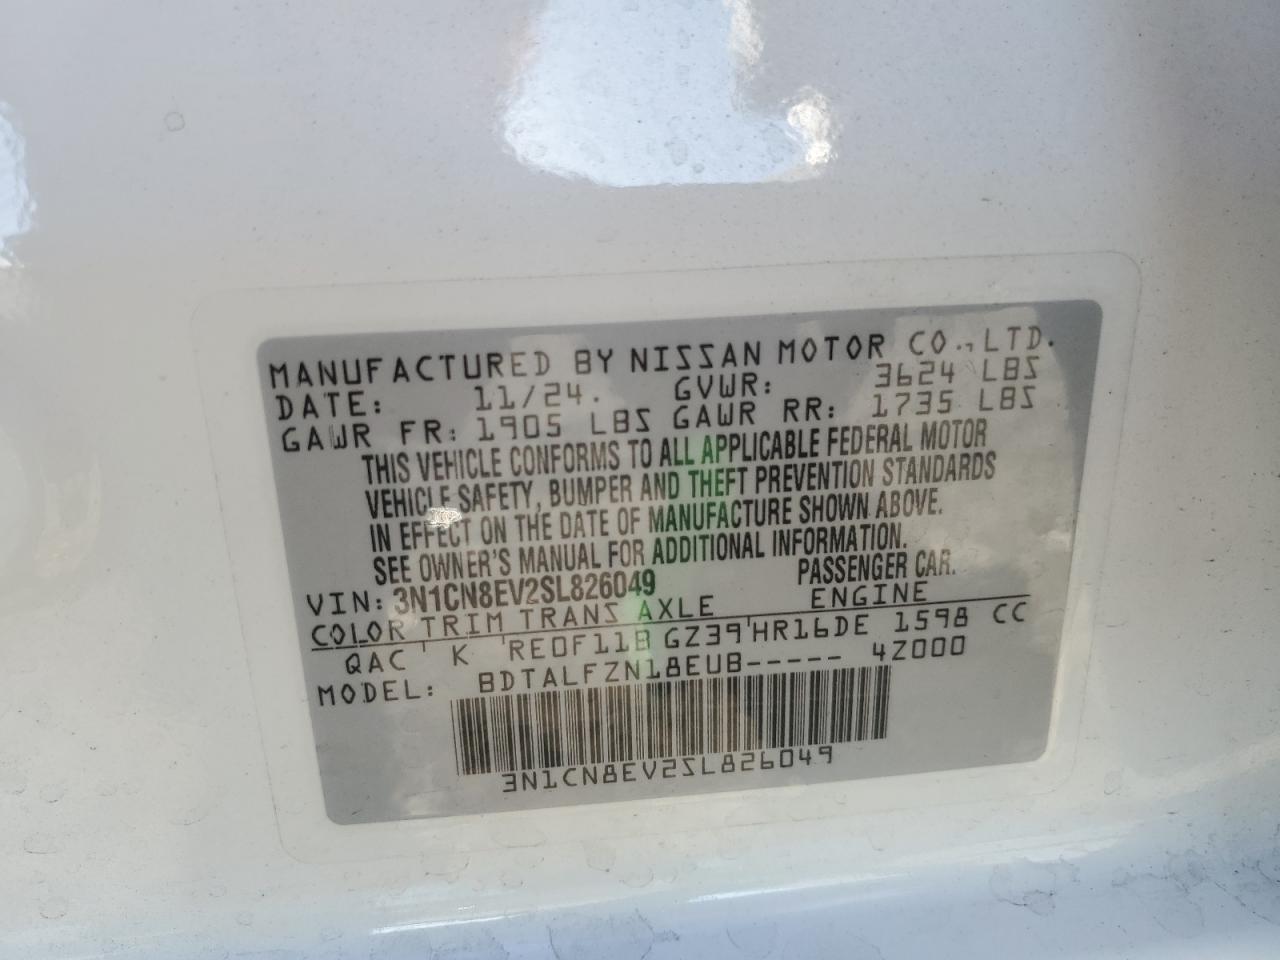 MANUFACTURED BY NISSAN MOTOR CO., LTD.
DATE: 11/24. GVWR: 3624 LBS
GAWR FR: 1905 LBS GAWR RR: 1735 LBS
THIS VEHICLE CONFORMS TO ALL APPLICABLE FEDERAL MOTOR
VEHICLE SAFETY, BUMPER AND THEFT PREVENTION STANDARDS
IN EFFECT ON THE DATE OF MANUFACTURE SHOWN ABOVE.
SEE OWNER'S MANUAL FOR ADDITIONAL INFORMATION.
VIN: 3N1CN8EV2SL826049 PASSENGER CAR.
COLOR TRIM TRANS AXLE ENGINE
QAC K RE0F11B GZ39 HR16DE 1598 CC
MODEL: BDTALFZN18EUB----- 4Z000
3N1CN8EV2SL826049